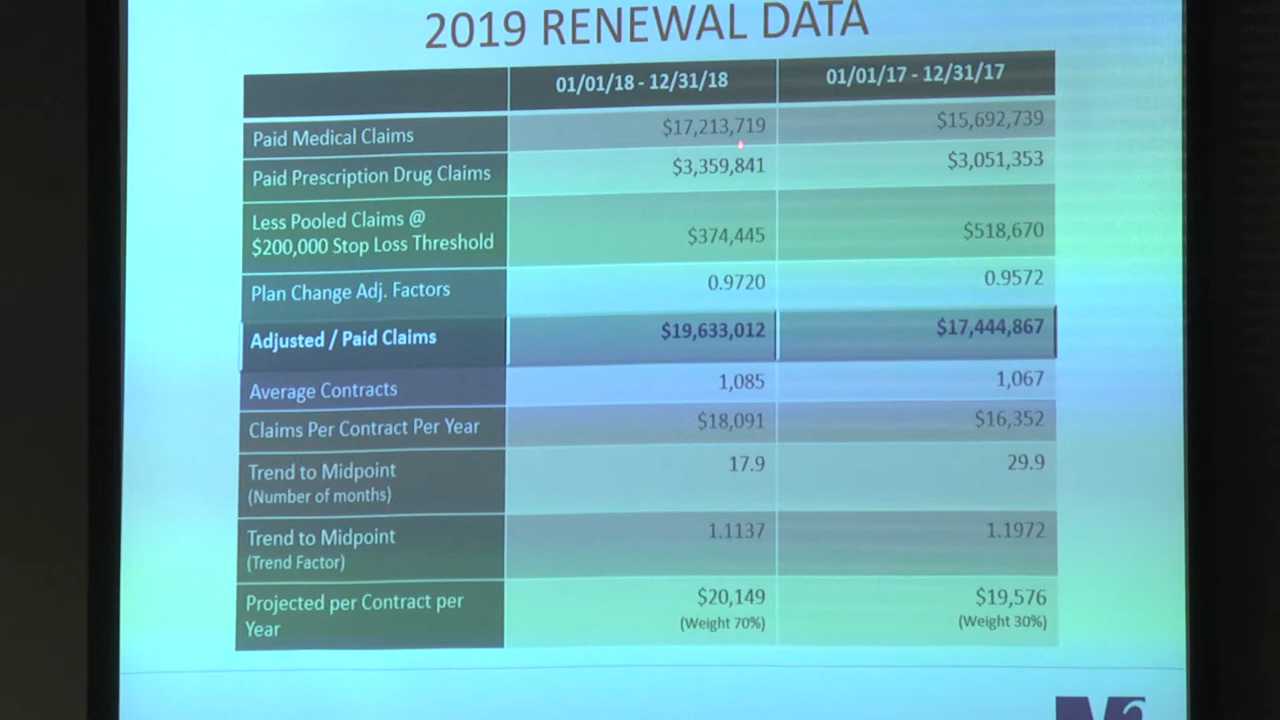 2019 RENEWAL DATA
01/01/18 - 12/31/18 01/01/17 - 12/31/17
Paid Medical Claims $17,213,719 $15,692,739
Paid Prescription Drug Claims $3,359,841 $3,051,353
Less Pooled Claims @
$200,000 Stop Loss Threshold $374,445 $518,670
Plan Change Adj. Factors 0.9720 0.9572
Adjusted / Paid Claims $19,633,012 $17,444,867
Average Contracts 1,085 1,067
Claims Per Contract Per Year $18,091 $16,352
Trend to Midpoint 17.9 29.9
(Number of months)
Trend to Midpoint 1.1137 1.1972
(Trend Factor)
Projected per Contract per $20,149 $19,576
Year (Weight 70%) (Weight 30%)